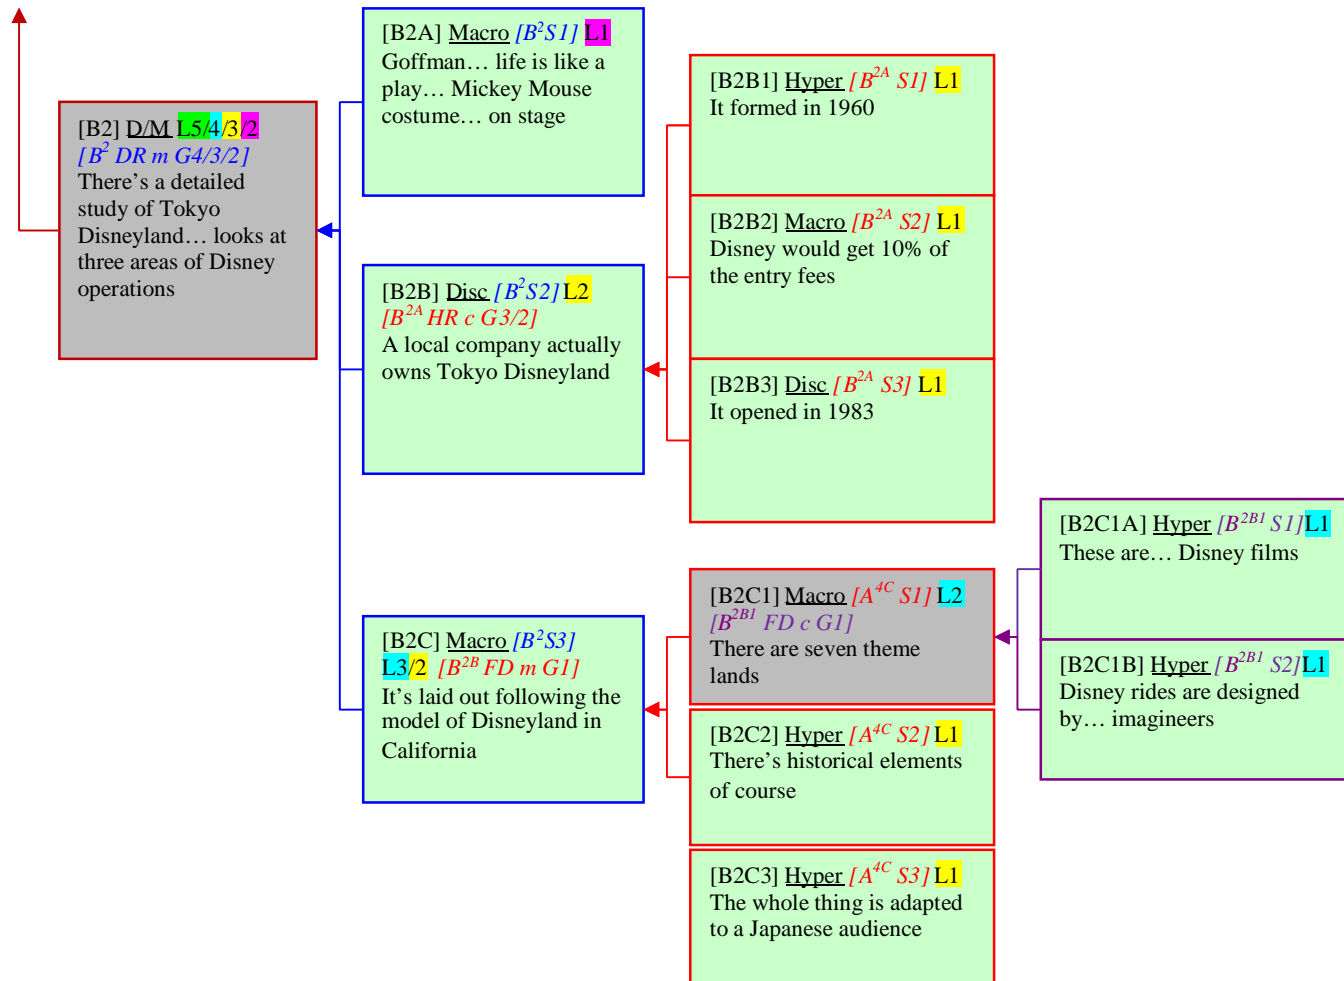 [B2] D/M L5/4/3/2
[B² DR m G4/3/2]
There's a detailed
study of Tokyo
Disneyland… looks at
three areas of Disney
operations
[B2A] Macro [B²S1] L1
Goffman… life is like a
play… Mickey Mouse
costume… on stage
[B2B] Disc [B²S2] L2
[B²ᴬ HR c G3/2]
A local company actually
owns Tokyo Disneyland
[B2B1] Hyper [B²ᴬ S1] L1
It formed in 1960
[B2B2] Macro [B²ᴬ S2] L1
Disney would get 10% of
the entry fees
[B2B3] Disc [B²ᴬ S3] L1
It opened in 1983
[B2C] Macro [B²S3]
L3/2 [B²ᴮ FD m G1]
It's laid out following the
model of Disneyland in
California
[B2C1] Macro [A⁴ᶜ S1] L2
[B²ᴮ¹ FD c G1]
There are seven theme
lands
[B2C1A] Hyper [B²ᴮ¹ S1] L1
These are… Disney films
[B2C1B] Hyper [B²ᴮ¹ S2] L1
Disney rides are designed
by… imagineers
[B2C2] Hyper [A⁴ᶜ S2] L1
There's historical elements
of course
[B2C3] Hyper [A⁴ᶜ S3] L1
The whole thing is adapted
to a Japanese audience